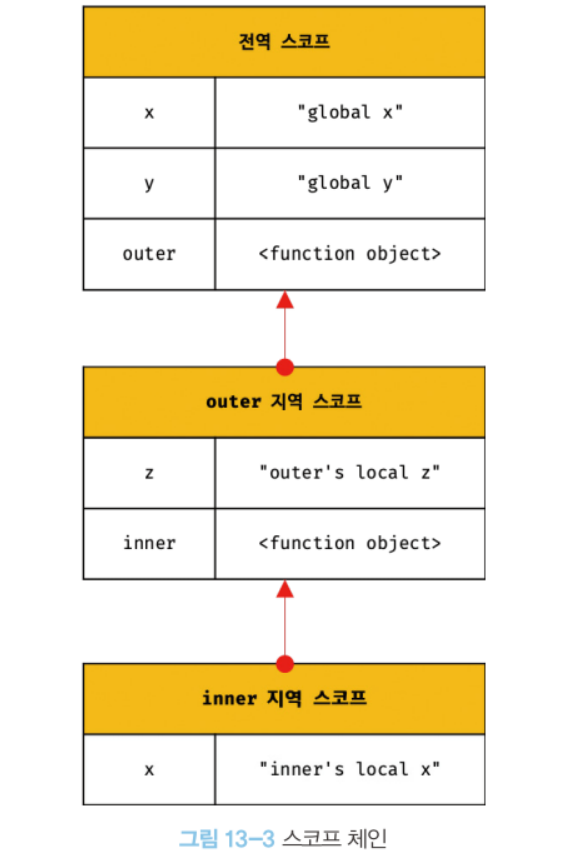 전역 스코프
x "global x"
y "global y"
outer <function object>
outer 지역 스코프
z "outer's local z"
inner <function object>
inner 지역 스코프
x "inner's local x"
그림 13-3 스코프 체인